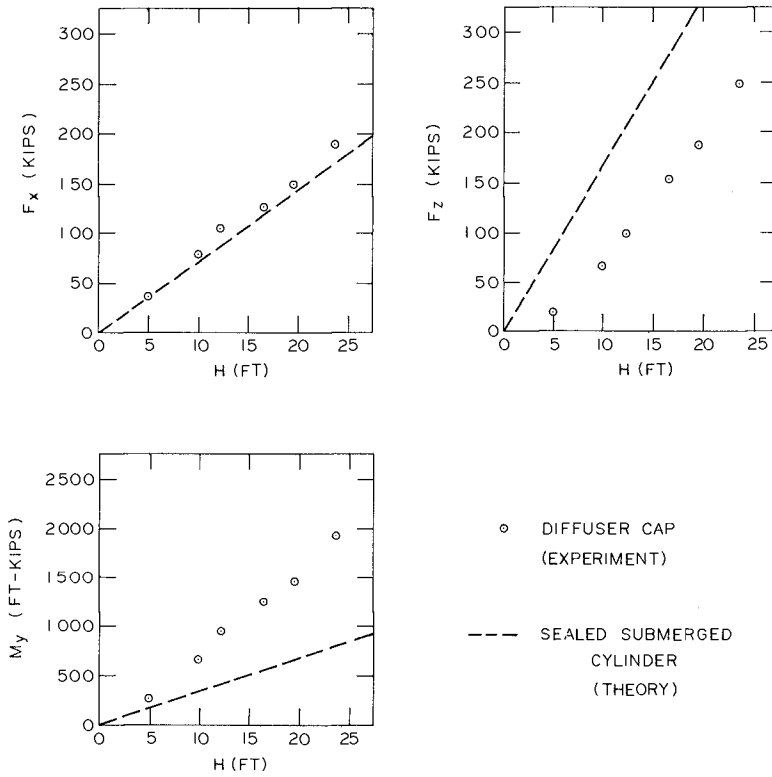 300
250
200
150
100
50
0
F_x (KIPS)
0 5 10 15 20 25
H (FT)
300
250
200
150
100
50
0
F_z (KIPS)
0 5 10 15 20 25
H (FT)
2500
2000
1500
1000
500
0
M_y (FT-KIPS)
0 5 10 15 20 25
H (FT)
DIFFUSER CAP
(EXPERIMENT)
SEALED SUBMERGED
CYLINDER
(THEORY)